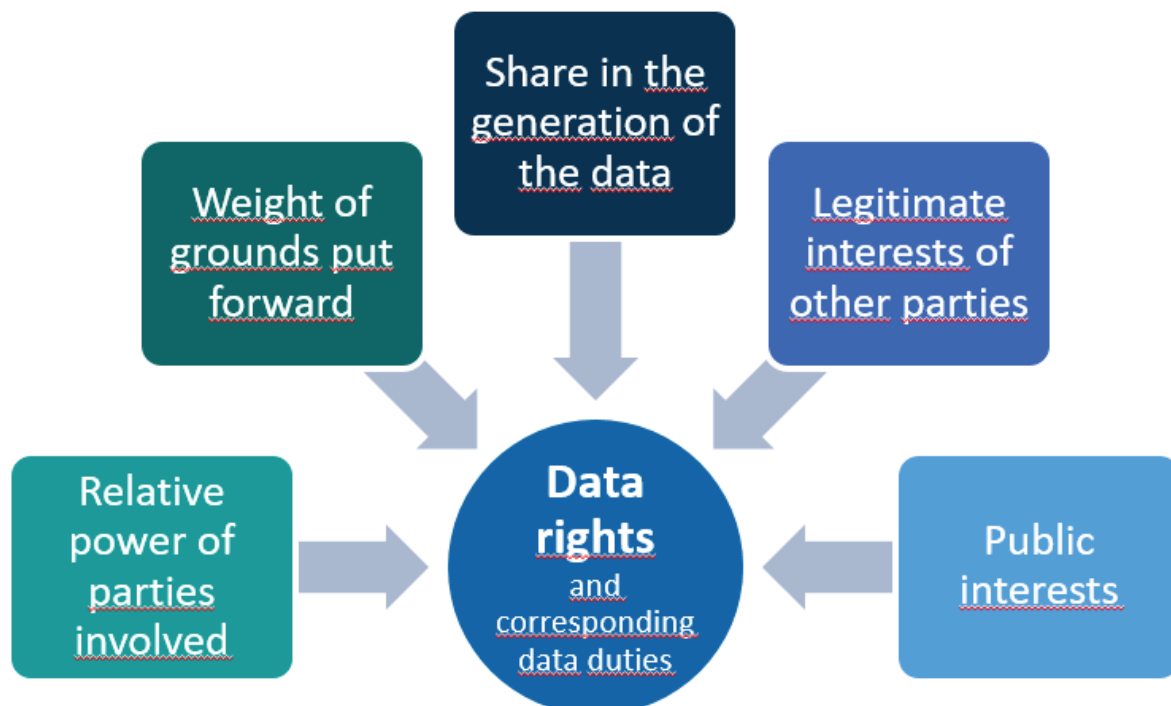 Share in the
generation of
the data
Weight of
grounds put
forward
Legitimate
interests of
other parties
Relative
power of
parties
involved
Data
rights
and
corresponding
data duties
Public
interests